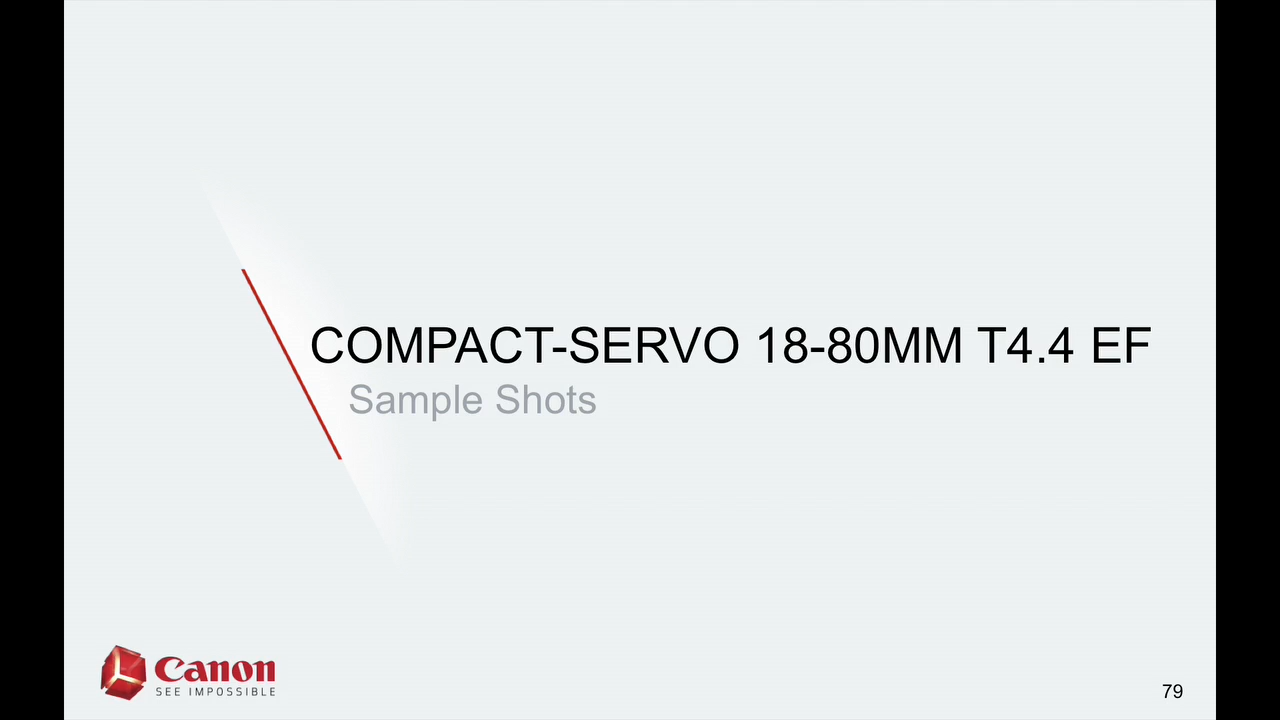 COMPACT-SERVO 18-80MM T4.4 EF
Sample Shots
Canon
SEE IMPOSSIBLE
79